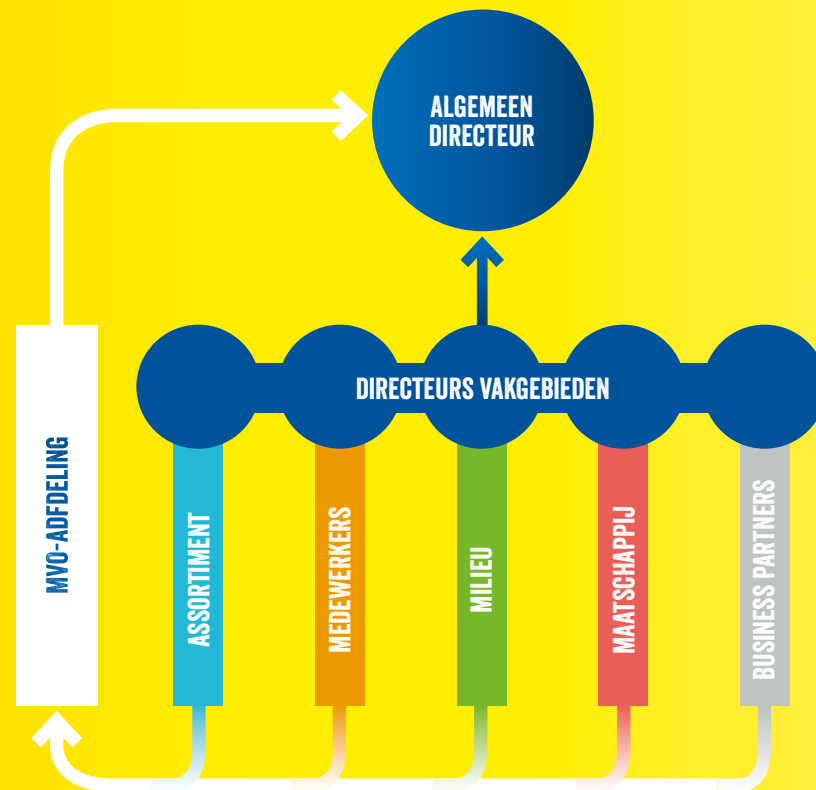 ALGEMEEN
DIRECTEUR
DIRECTEURS VAKGEBIEDEN
MVO-ADFDELING
ASSORTIMENT
MEDEWERKERS
MILIEU
MAATSCHAPPIJ
BUSINESS PARTNERS